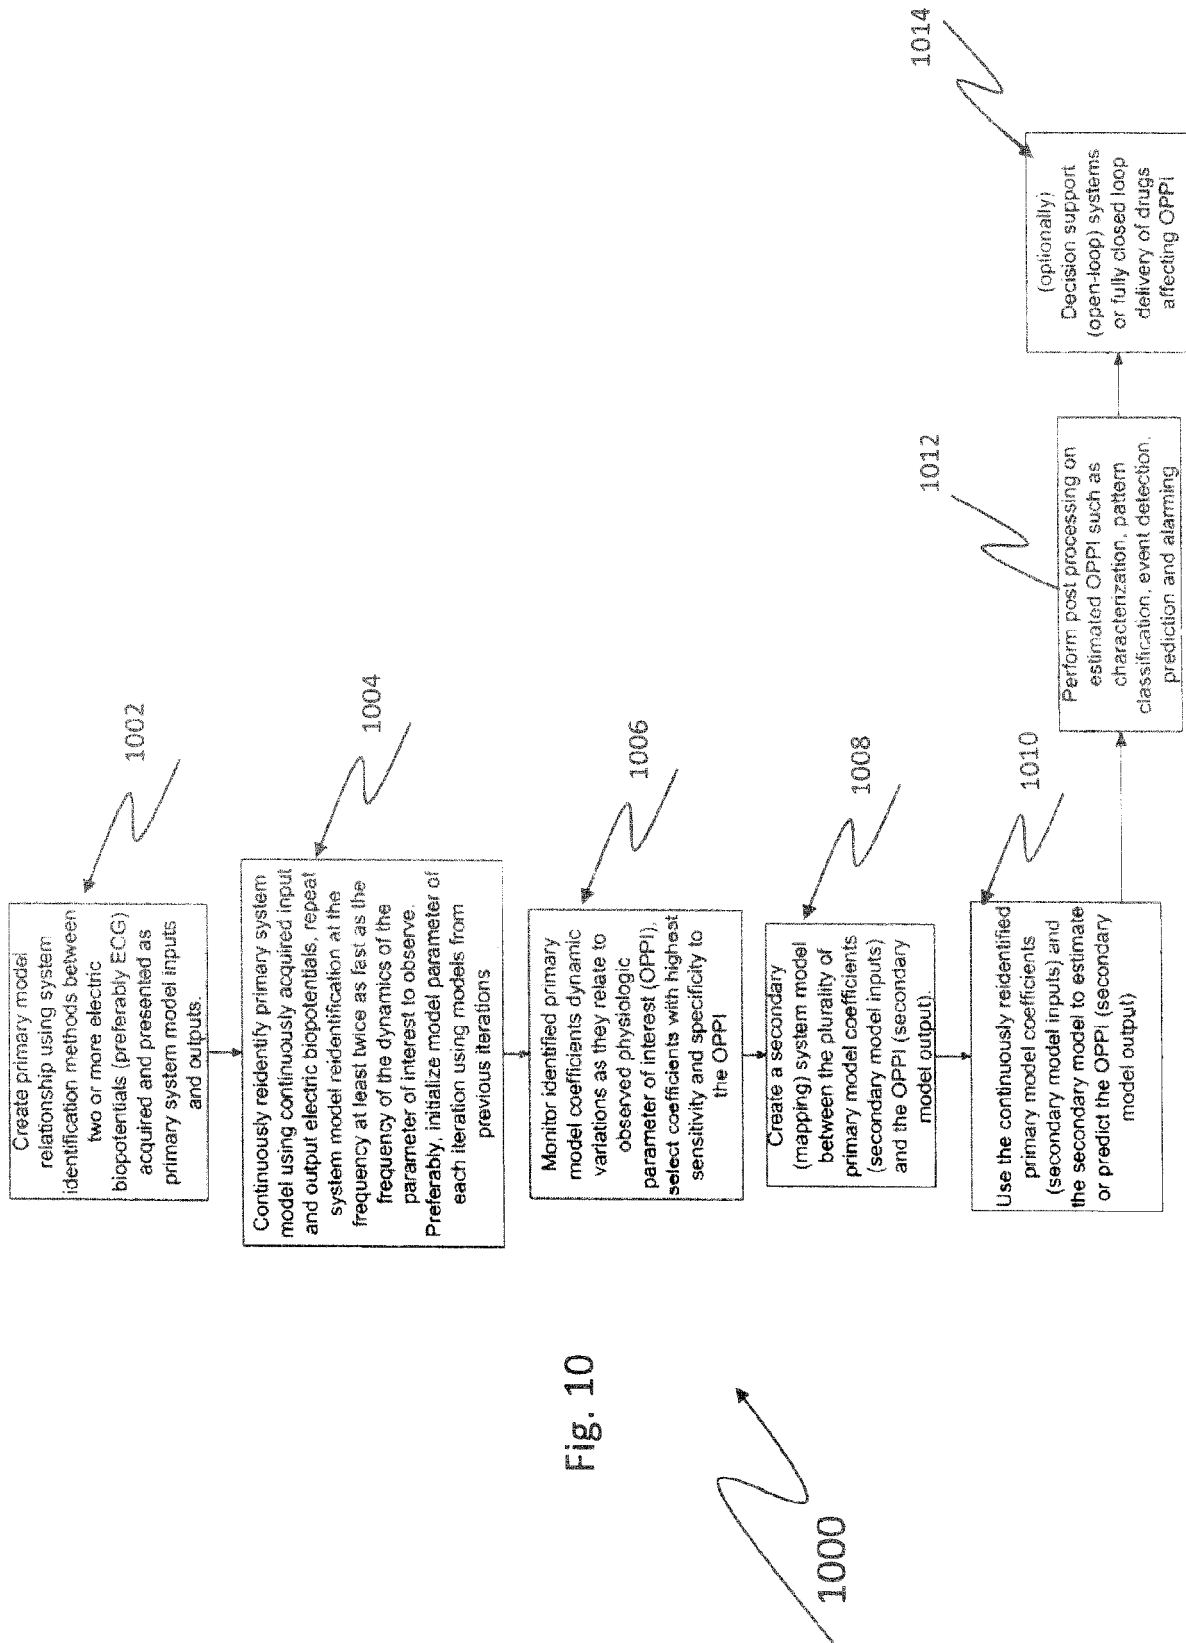 Create primary model
relationship using system
identification methods between
two or more electric
biopotentials (preferably ECG)
acquired and presented as
primary system model inputs
and outputs.
1002
Continuously reidentify primary system
model using continuously acquired input
and output electric biopotentials, repeat
system model reidentification at the
frequency at least twice as fast as the
frequency of the dynamics of the
parameter of interest to observe.
Preferably, initialize model parameter of
each iteration using models from
previous iterations
1004
Monitor identified primary
model coefficients dynamic
variations as they relate to
observed physiologic
parameter of interest (OPPI),
select coefficients with highest
sensitivity and specificity to
the OPPI
1006
Create a secondary
(mapping) system model
between the plurality of
primary model coefficients
(secondary model inputs)
and the OPPI (secondary
model output).
1008
Use the continuously reidentified
primary model coefficients
(secondary model inputs) and
the secondary model to estimate
or predict the OPPI (secondary
model output)
1010
Perform post processing on
estimated OPPI such as
characterization, pattern
classification, event detection,
prediction and alarming
1012
(optionally)
Decision support
(open-loop) systems
or fully closed loop
delivery of drugs
affecting OPPI
1014
Fig. 10
1000